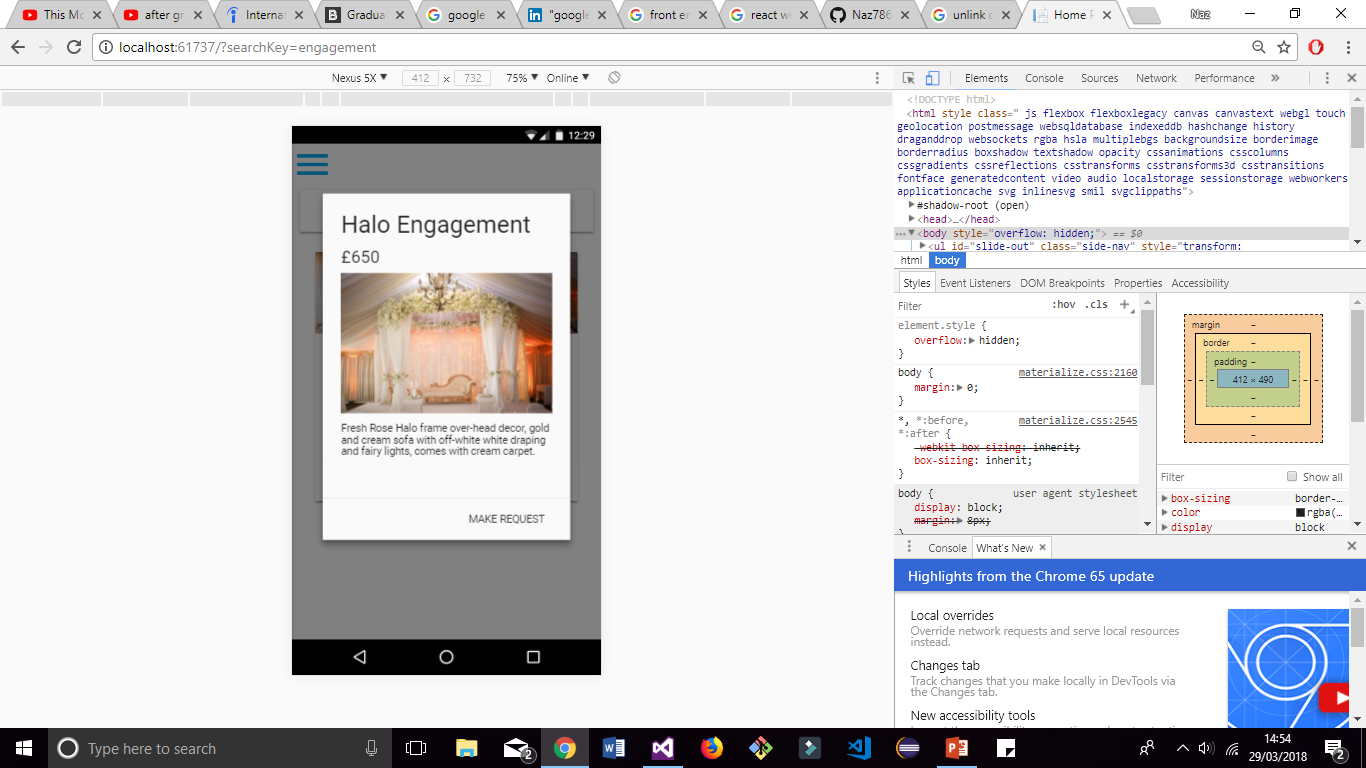 This Mo
after gr
Internat
Gradua
google
"google
front en
react w
Naz786
unlink c
Home P
Naz
localhost:61737/?searchKey=engagement
Nexus 5X 412 x 732 75% Online
Elements Console Sources Network Performance »
<!DOCTYPE html>
<html style class=" js flexbox flexboxlegacy canvas canvastext webgl touch
geolocation postmessage websqldatabase indexeddb hashchange history
draganddrop websockets rgba hsla multiplebgs backgroundsize borderimage
borderradius boxshadow textshadow opacity cssanimations csscolumns
cssgradients cssreflections csstransforms csstransforms3d csstransitions
fontface generatedcontent video audio localstorage sessionstorage webworkers
applicationcache svg inlinesvg smil svgclippaths">
#shadow-root (open)
<head>…</head>
<body style="overflow: hidden;"> == $0
<ul id="slide-out" class="side-nav" style="transform:
html body
Styles Event Listeners DOM Breakpoints Properties Accessibility
Filter :hov .cls +
element.style {
overflow: hidden;
}
body { materialize.css:2160
margin: 0;
}
*, *:before, materialize.css:2545
*:after {
-webkit-box-sizing: inherit;
box-sizing: inherit;
}
body { user agent stylesheet
display: block;
margin: 8px;
}
margin –
border –
padding –
– – – 412 × 490 – – –
–
–
–
Filter Show all
box-sizing border-…
color rgba(…
display block
Console What's New
Highlights from the Chrome 65 update
Local overrides
Override network requests and serve local resources
instead.
Changes tab
Track changes that you make locally in DevTools via
the Changes tab.
New accessibility tools
12:29
Halo Engagement
£650
Fresh Rose Halo frame over-head decor, gold
and cream sofa with off-white white draping
and fairy lights, comes with cream carpet.
MAKE REQUEST
Type here to search
2
14:54
29/03/2018
2